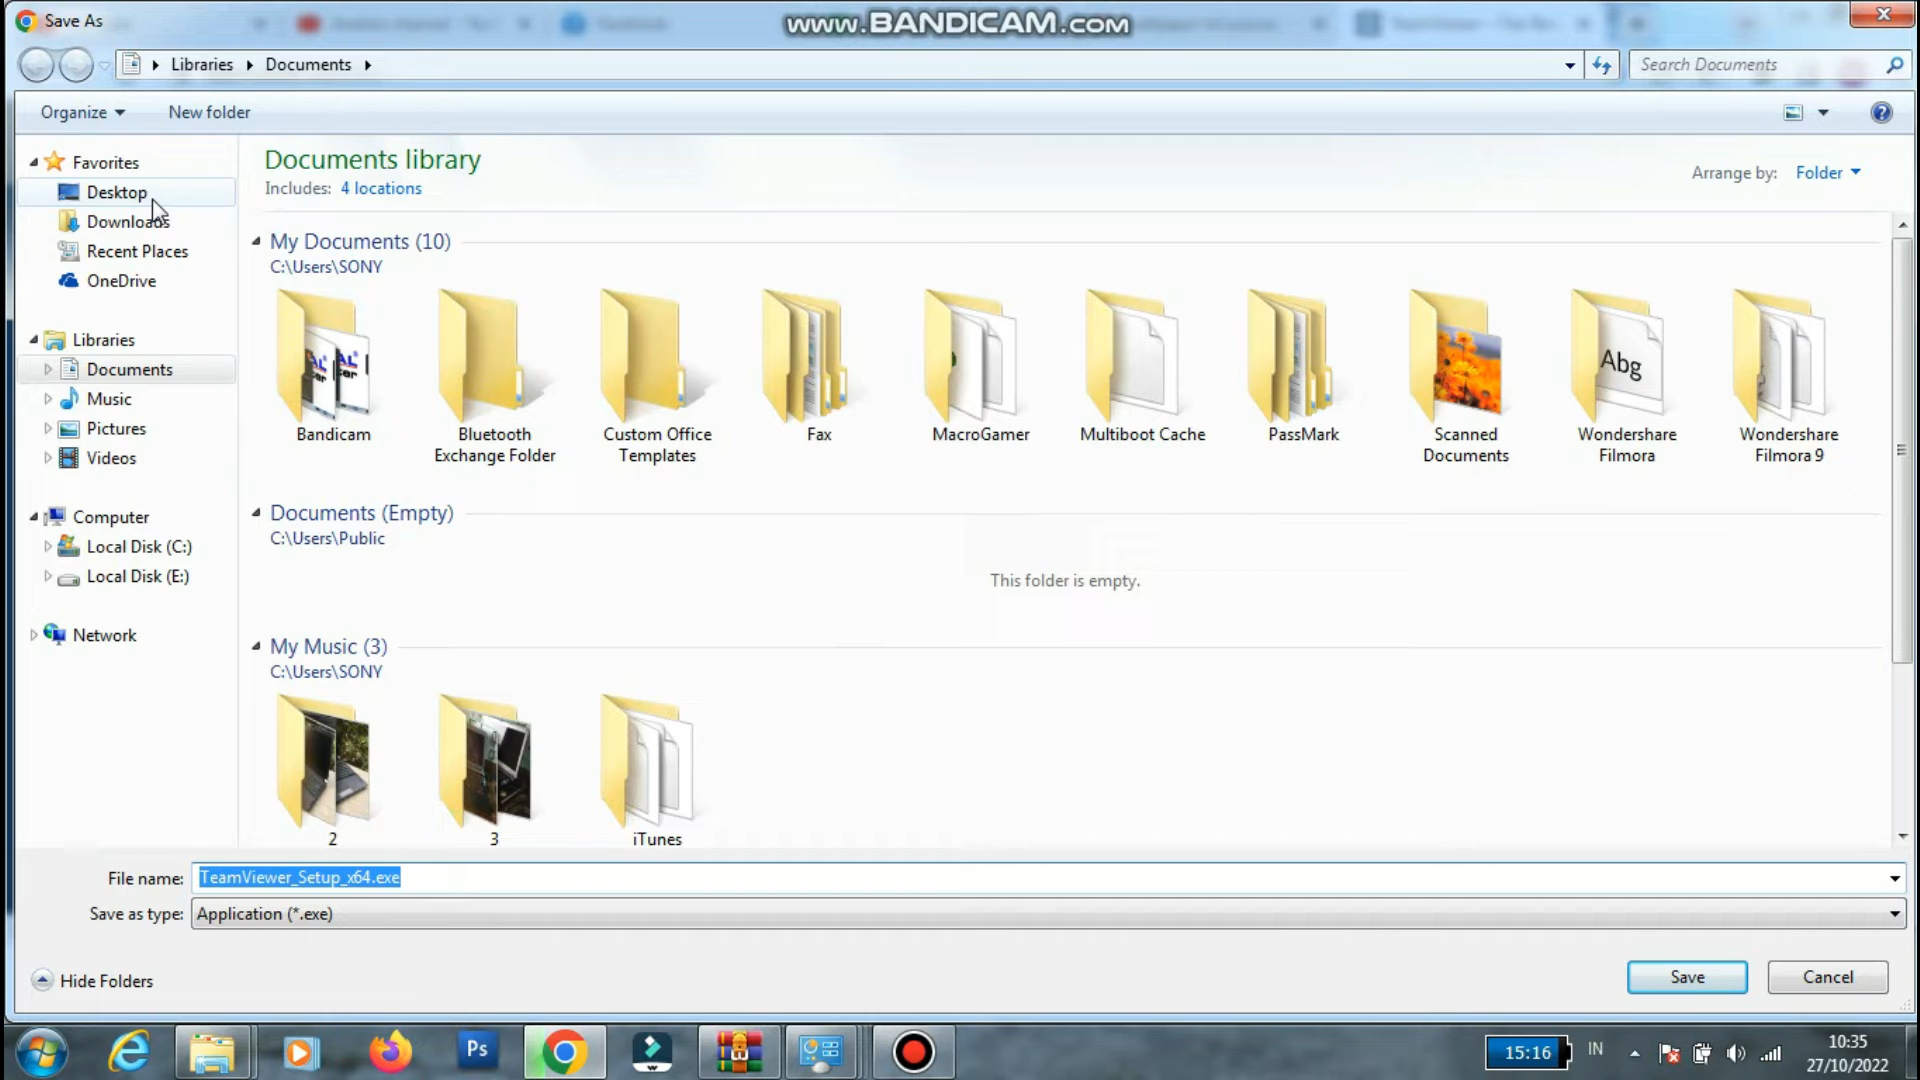 Save As
www.BANDICAM.com
Libraries
Documents
Search Documents
Organize
New folder
Favorites
Desktop
Downloads
Recent Places
OneDrive
Libraries
Documents
Music
Pictures
Videos
Computer
Local Disk (C:)
Local Disk (E:)
Network
Documents library
Includes: 4 locations
Arrange by: Folder
My Documents (10)
C:\Users\SONY
Bandicam
Bluetooth
Exchange Folder
Custom Office
Templates
Fax
MacroGamer
Multiboot Cache
PassMark
Scanned
Documents
Abg
Wondershare
Filmora
Wondershare
Filmora 9
Documents (Empty)
C:\Users\Public
This folder is empty.
My Music (3)
C:\Users\SONY
2
3
iTunes
File name: TeamViewer_Setup_x64.exe
Save as type: Application (*.exe)
Hide Folders
Save
Cancel
Ps
15:16
IN
10:35
27/10/2022